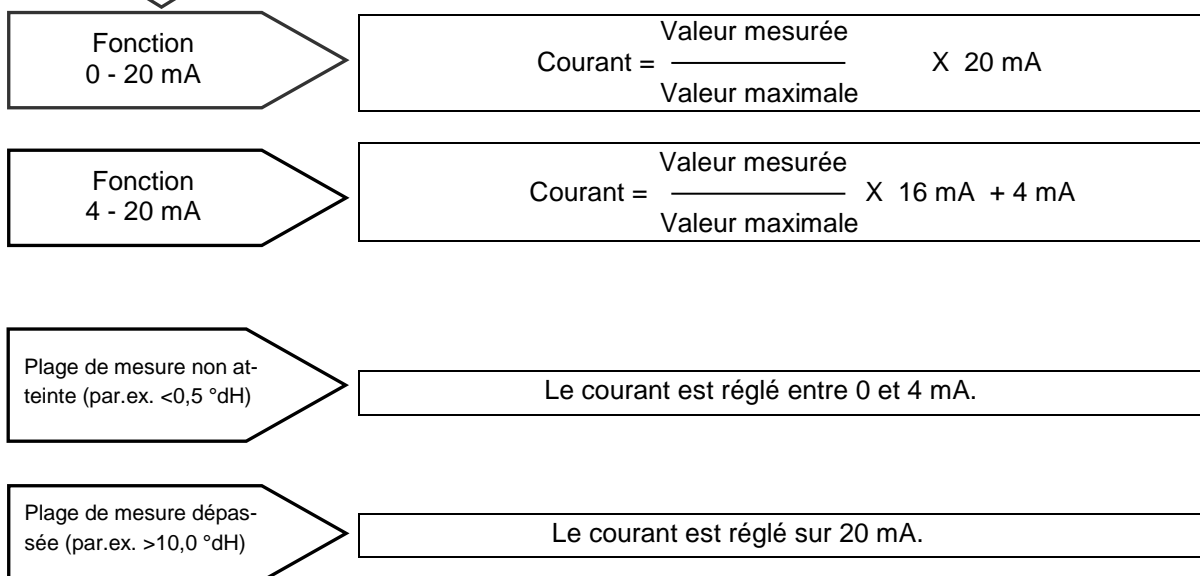 Fonction
0 - 20 mA
Valeur mesurée
Courant = X 20 mA
Valeur maximale
Fonction
4 - 20 mA
Valeur mesurée
Courant = X 16 mA + 4 mA
Valeur maximale
Plage de mesure non at-
teinte (par.ex. <0,5 °dH)
Le courant est réglé entre 0 et 4 mA.
Plage de mesure dépas-
sée (par.ex. >10,0 °dH)
Le courant est réglé sur 20 mA.